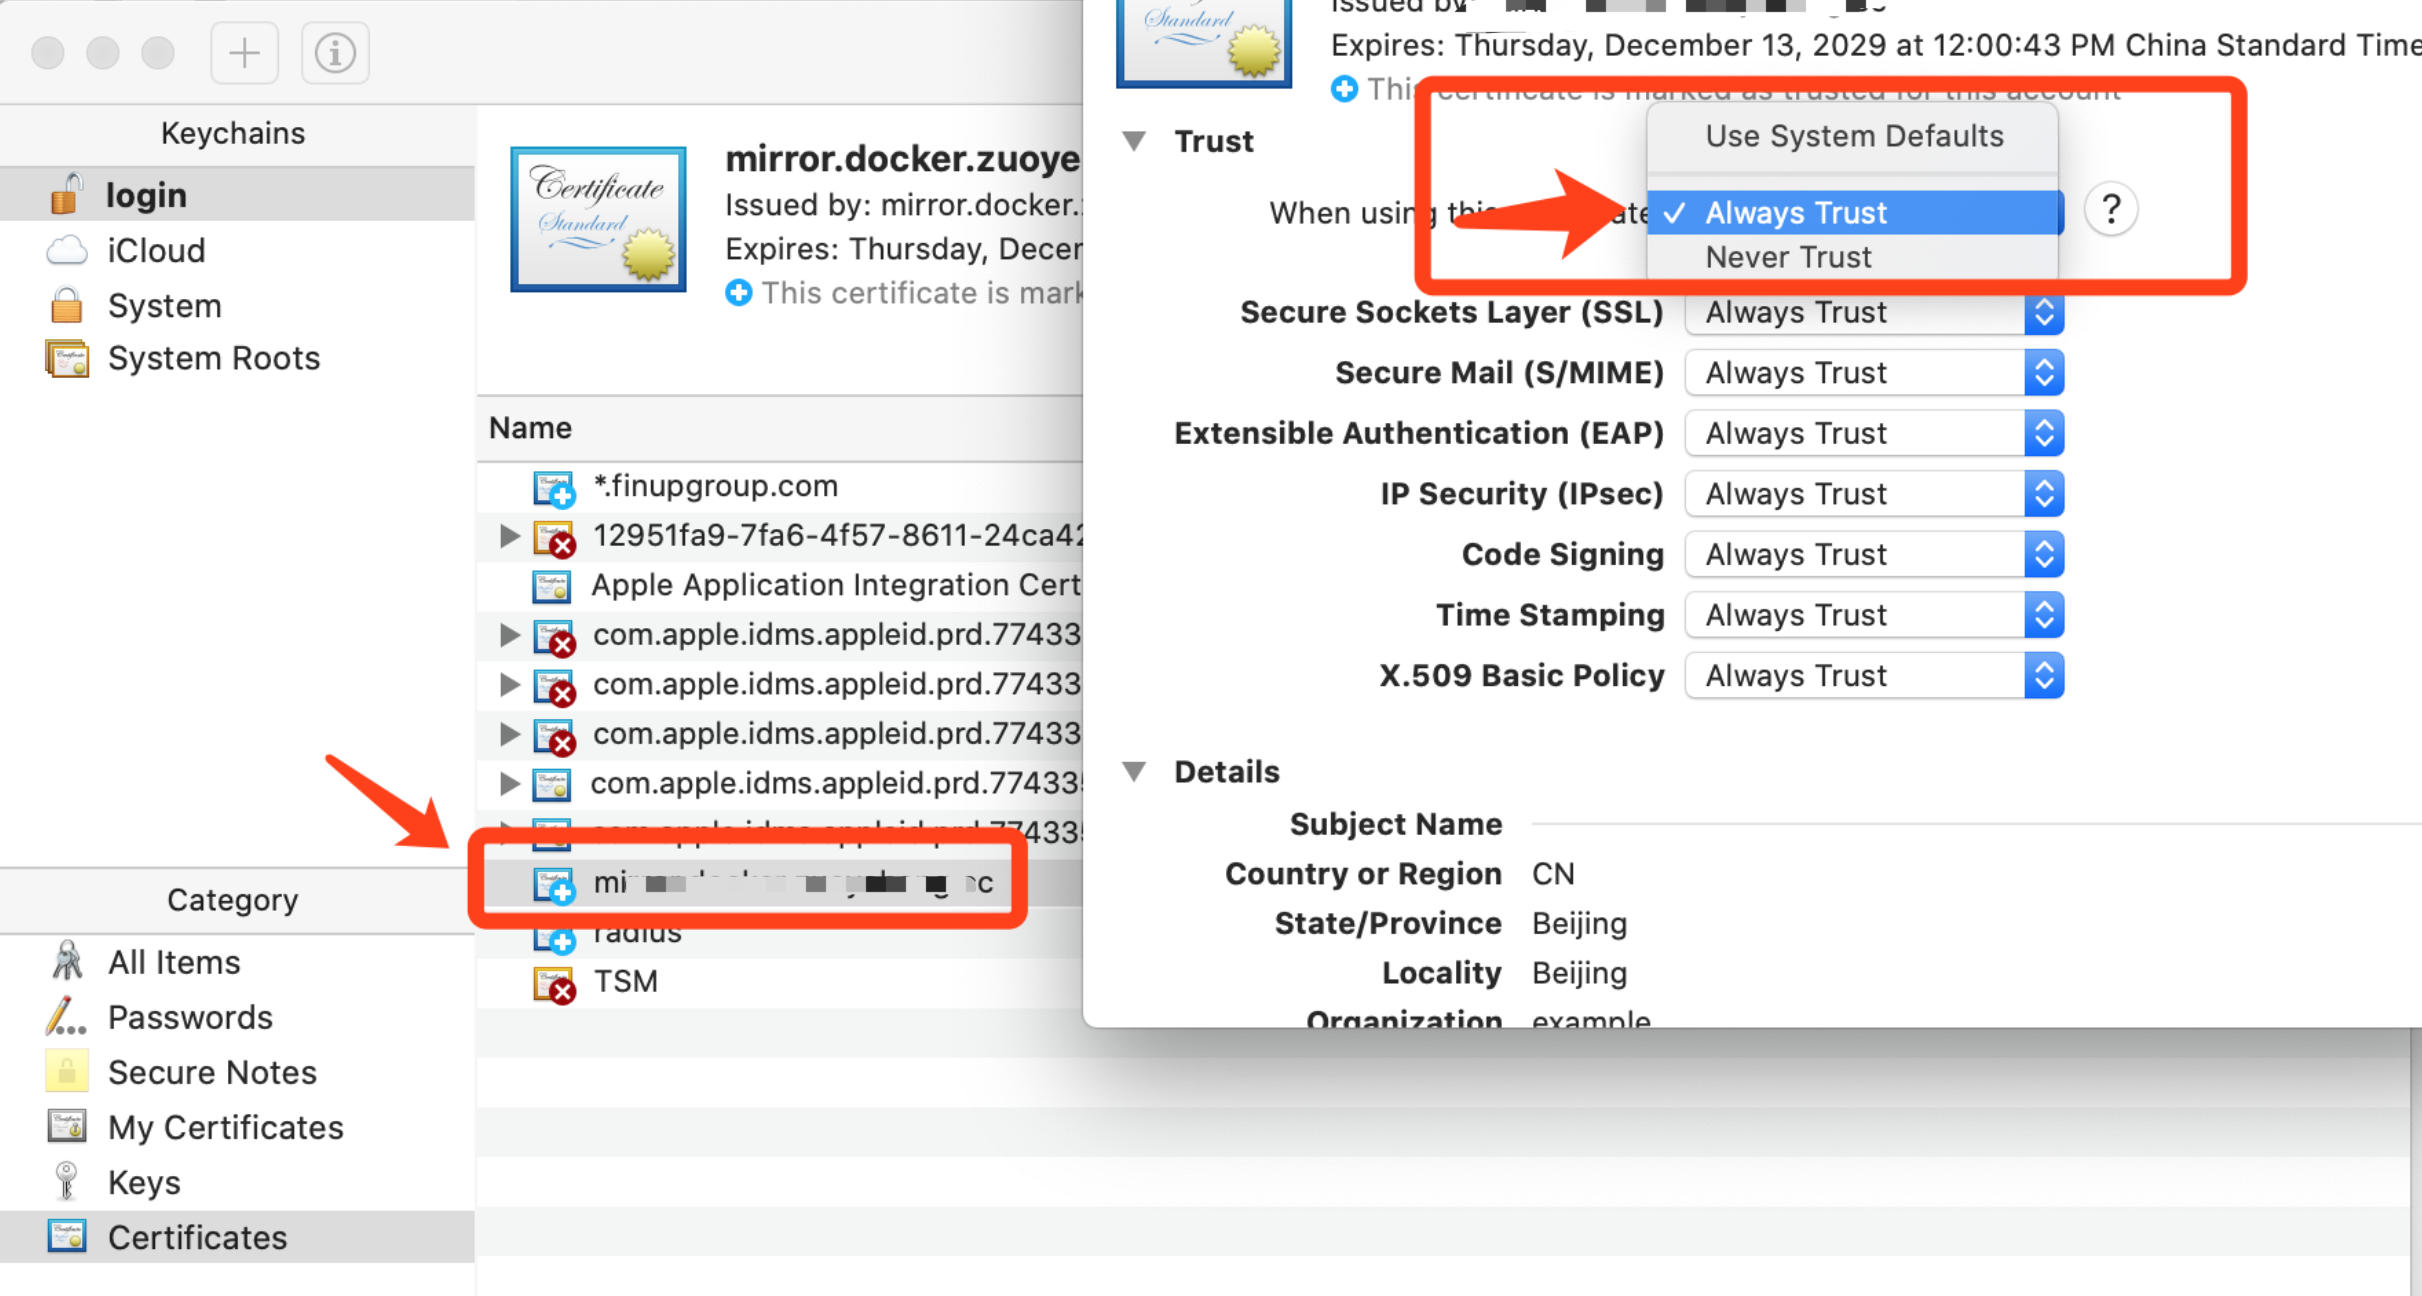 Keychains
login
iCloud
System
System Roots
Category
All Items
Passwords
Secure Notes
My Certificates
Keys
Certificates
Certificate
Standard
mirror.docker.zuoye
Issued by: mirror.docker.
Expires: Thursday, Decem
This certificate is mark
Name
*.finupgroup.com
12951fa9-7fa6-4f57-8611-24ca42
Apple Application Integration Cert
com.apple.idms.appleid.prd.77433
com.apple.idms.appleid.prd.77433
com.apple.idms.appleid.prd.77433
com.apple.idms.appleid.prd.774335
com.apple.idms.appleid.prd.774335
radius
TSM
Standard
Issued by:
Expires: Thursday, December 13, 2029 at 12:00:43 PM China Standard Time
This certificate is marked as trusted for this account
Trust
When using this
Use System Defaults
✓ Always Trust
Never Trust
?
Secure Sockets Layer (SSL) Always Trust
Secure Mail (S/MIME) Always Trust
Extensible Authentication (EAP) Always Trust
IP Security (IPsec) Always Trust
Code Signing Always Trust
Time Stamping Always Trust
X.509 Basic Policy Always Trust
Details
Subject Name
Country or Region CN
State/Province Beijing
Locality Beijing
Organization example